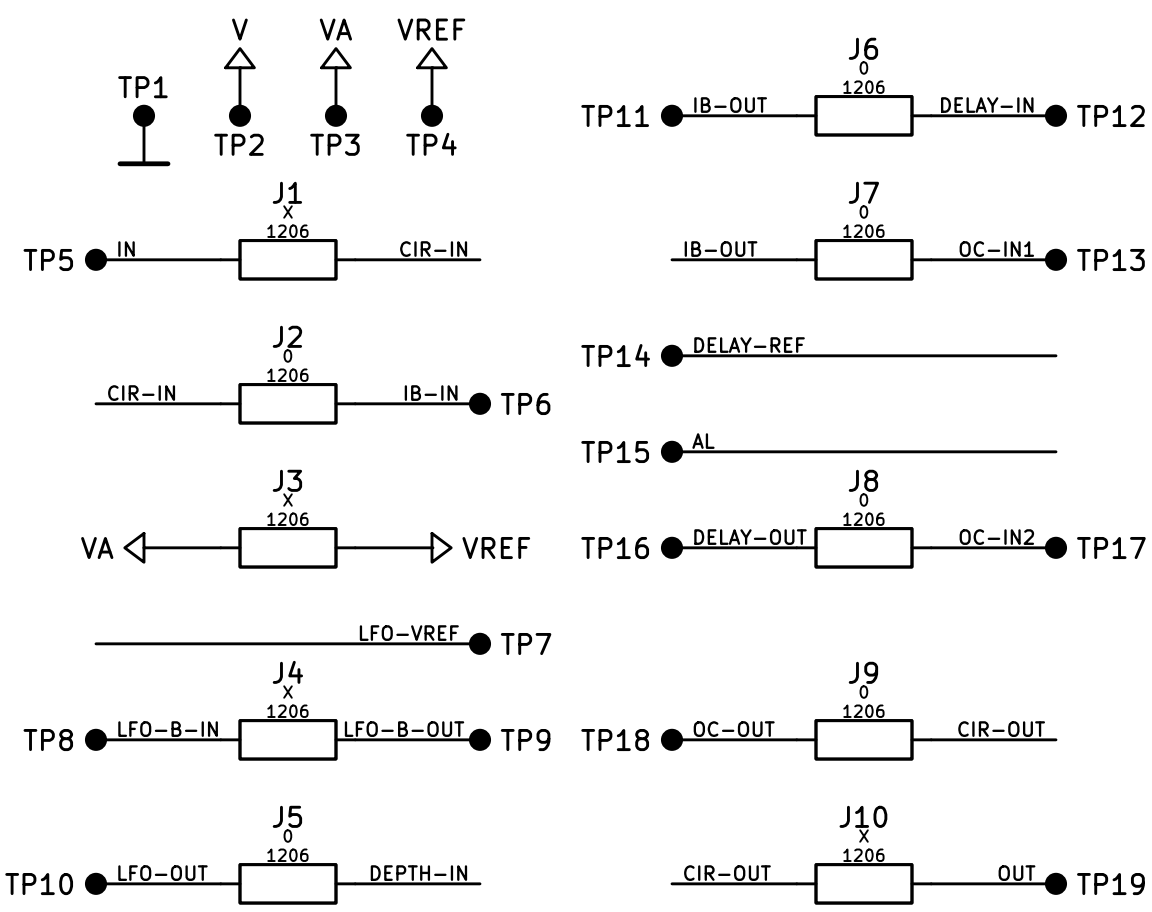 V VA VREF
TP1
TP2 TP3 TP4
J1
X
1206
TP5 IN CIR-IN
J2
0
1206
CIR-IN IB-IN TP6
J3
X
1206
VA VREF
LFO-VREF TP7
J4
X
1206
TP8 LFO-B-IN LFO-B-OUT TP9
J5
0
1206
TP10 LFO-OUT DEPTH-IN
J6
0
1206
TP11 IB-OUT DELAY-IN TP12
J7
0
1206
IB-OUT OC-IN1 TP13
TP14 DELAY-REF
TP15 AL
J8
0
1206
TP16 DELAY-OUT OC-IN2 TP17
J9
0
1206
TP18 OC-OUT CIR-OUT
J10
X
1206
CIR-OUT OUT TP19